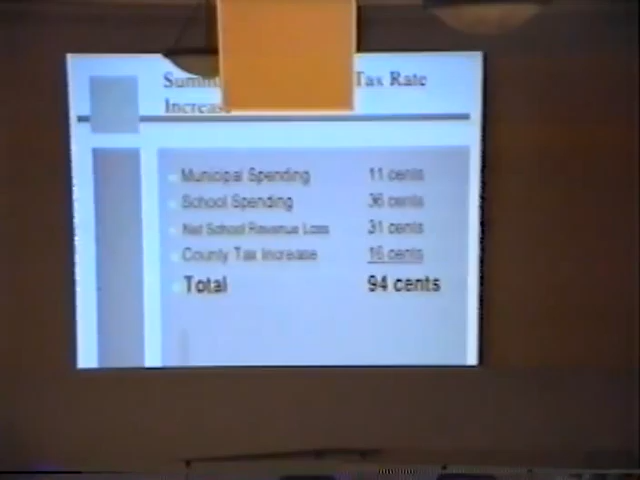 Tax Rate
Increase
Municipal Spending 11 cents
School Spending 36 cents
Net School Revenue Loss 31 cents
County Tax Increase 16 cents
Total 94 cents